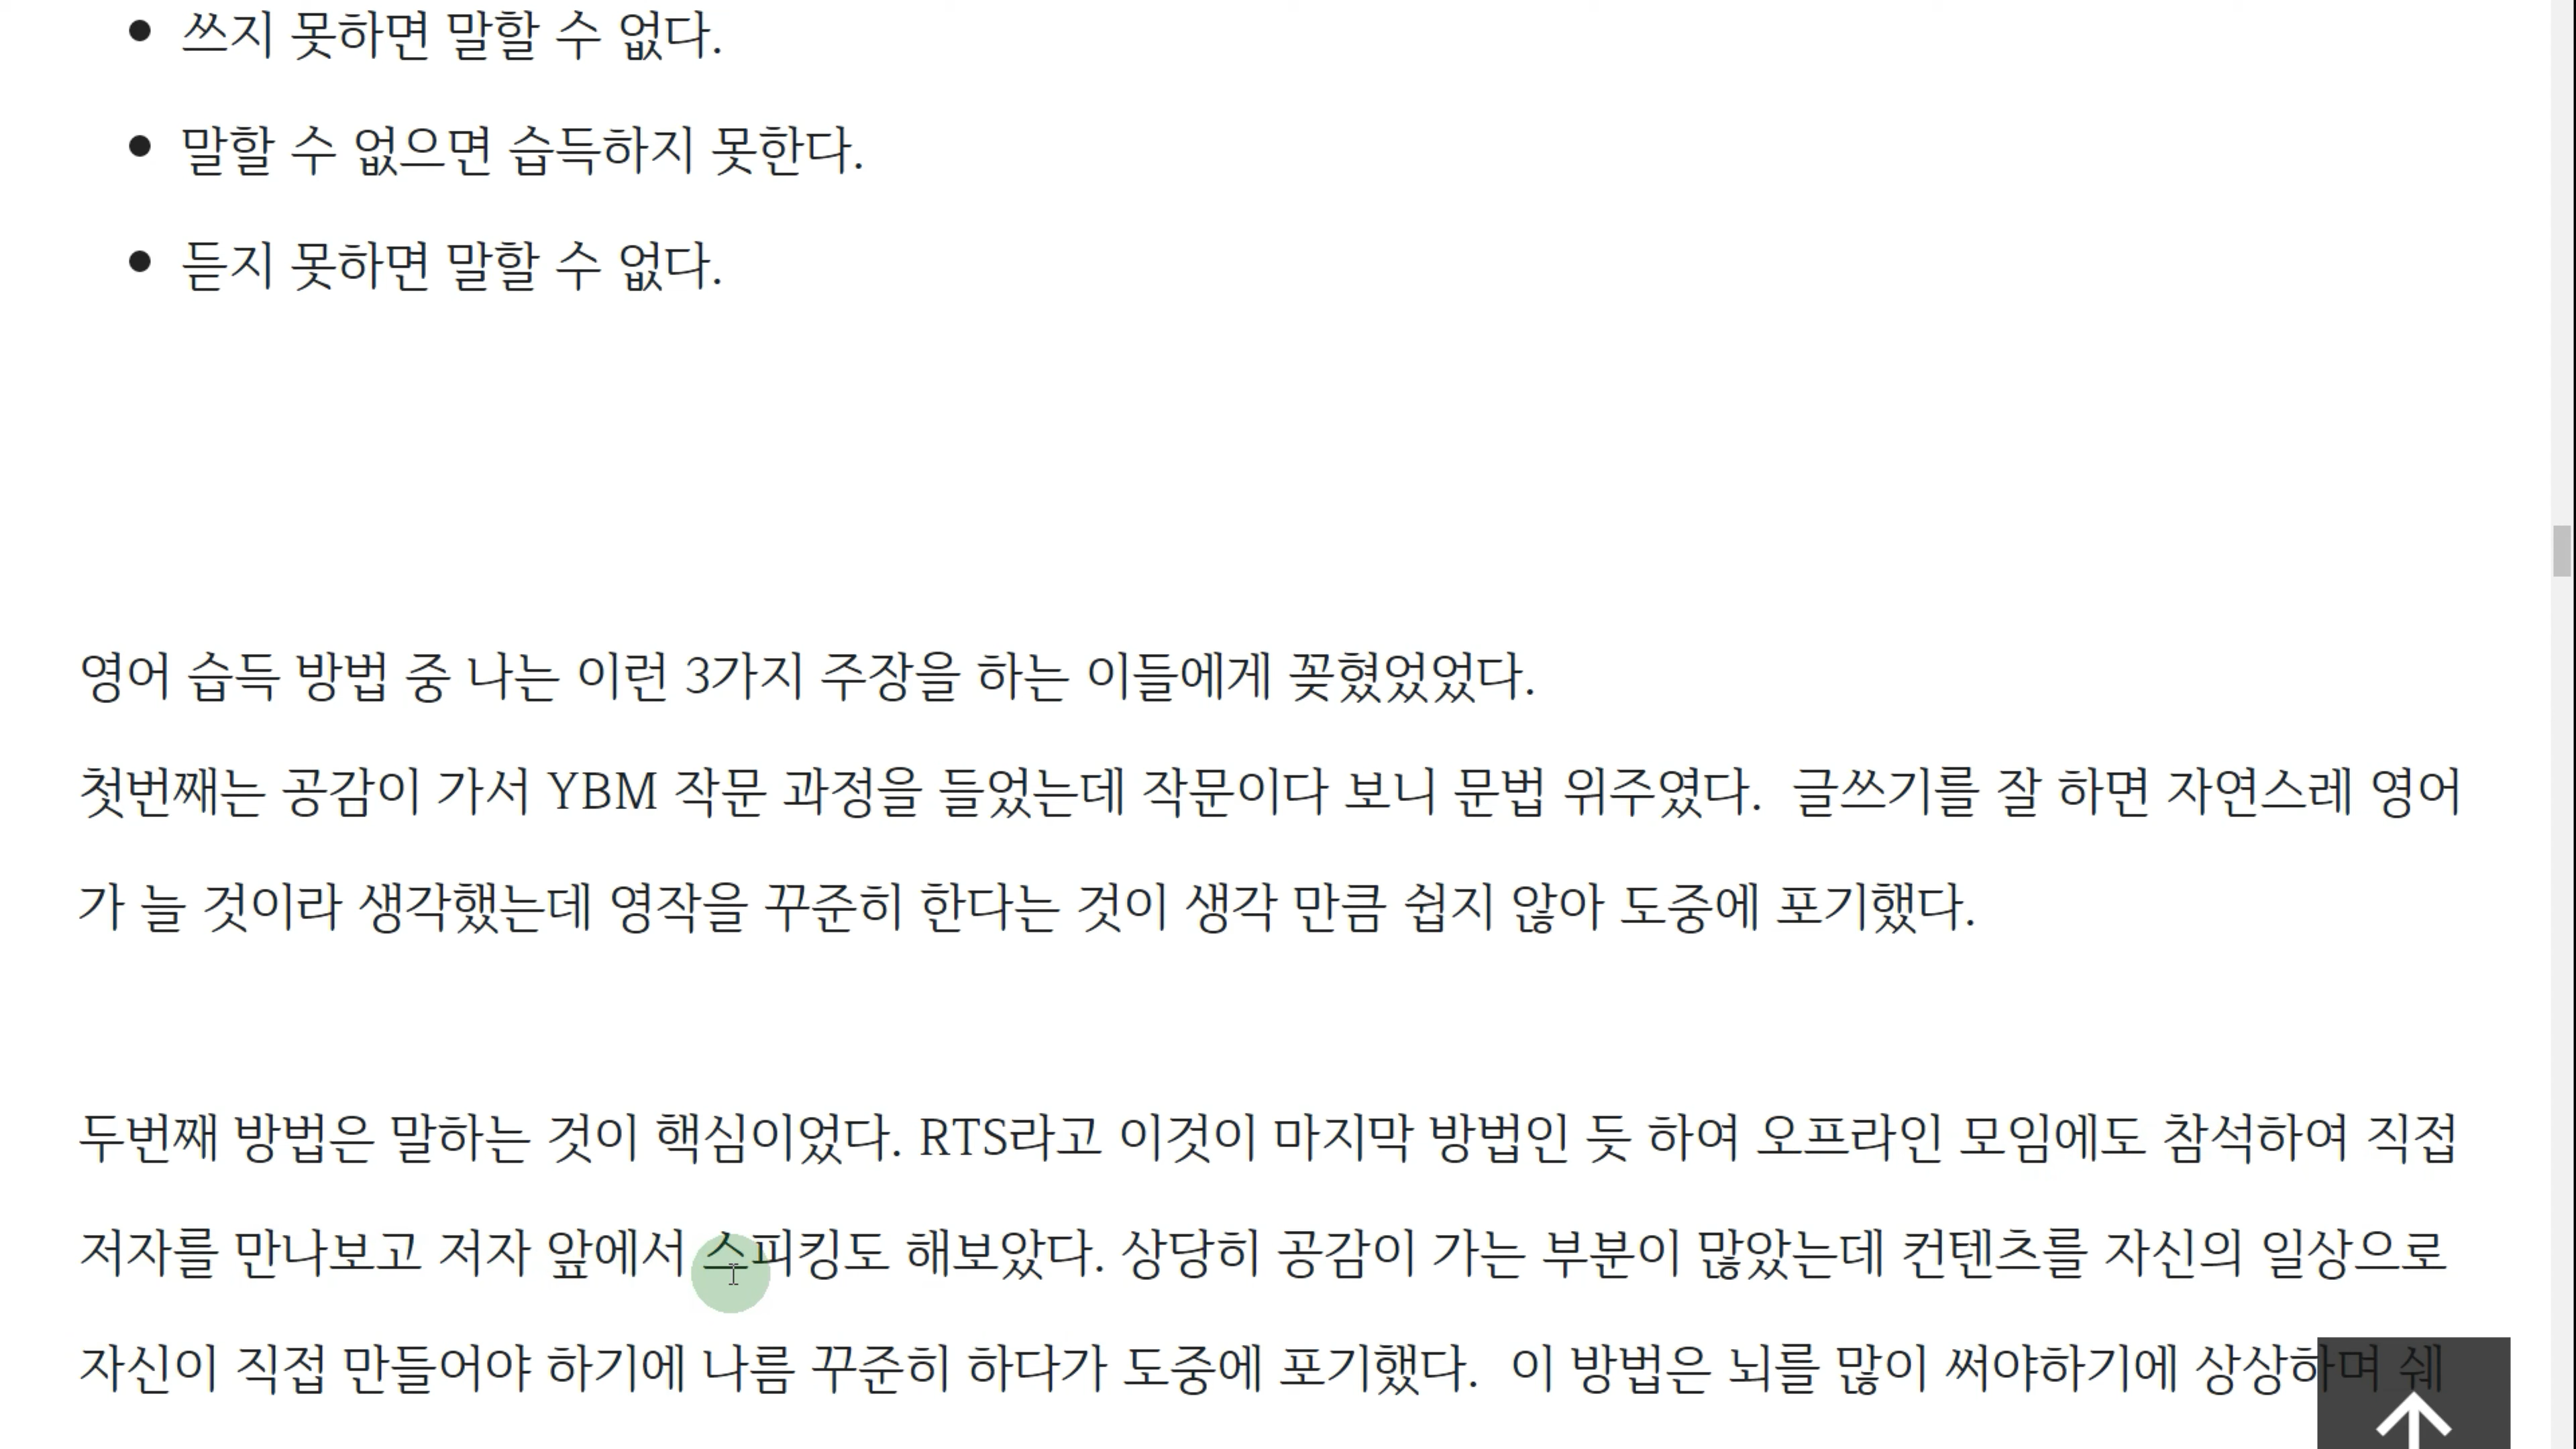 쓰지 못하면 말할 수 없다.
말할 수 없으면 습득하지 못한다.
듣지 못하면 말할 수 없다.
영어 습득 방법 중 나는 이런 3가지 주장을 하는 이들에게 꽂혔었었다.
첫번째는 공감이 가서 YBM 작문 과정을 들었는데 작문이다 보니 문법 위주였다.  글쓰기를 잘 하면 자연스레 영어
가 늘 것이라 생각했는데 영작을 꾸준히 한다는 것이 생각 만큼 쉽지 않아 도중에 포기했다.
두번째 방법은 말하는 것이 핵심이었다. RTS라고 이것이 마지막 방법인 듯 하여 오프라인 모임에도 참석하여 직접
저자를 만나보고 저자 앞에서 스피킹도 해보았다. 상당히 공감이 가는 부분이 많았는데 컨텐츠를 자신의 일상으로
자신이 직접 만들어야 하기에 나름 꾸준히 하다가 도중에 포기했다.  이 방법은 뇌를 많이 써야하기에 상상하며 쉐